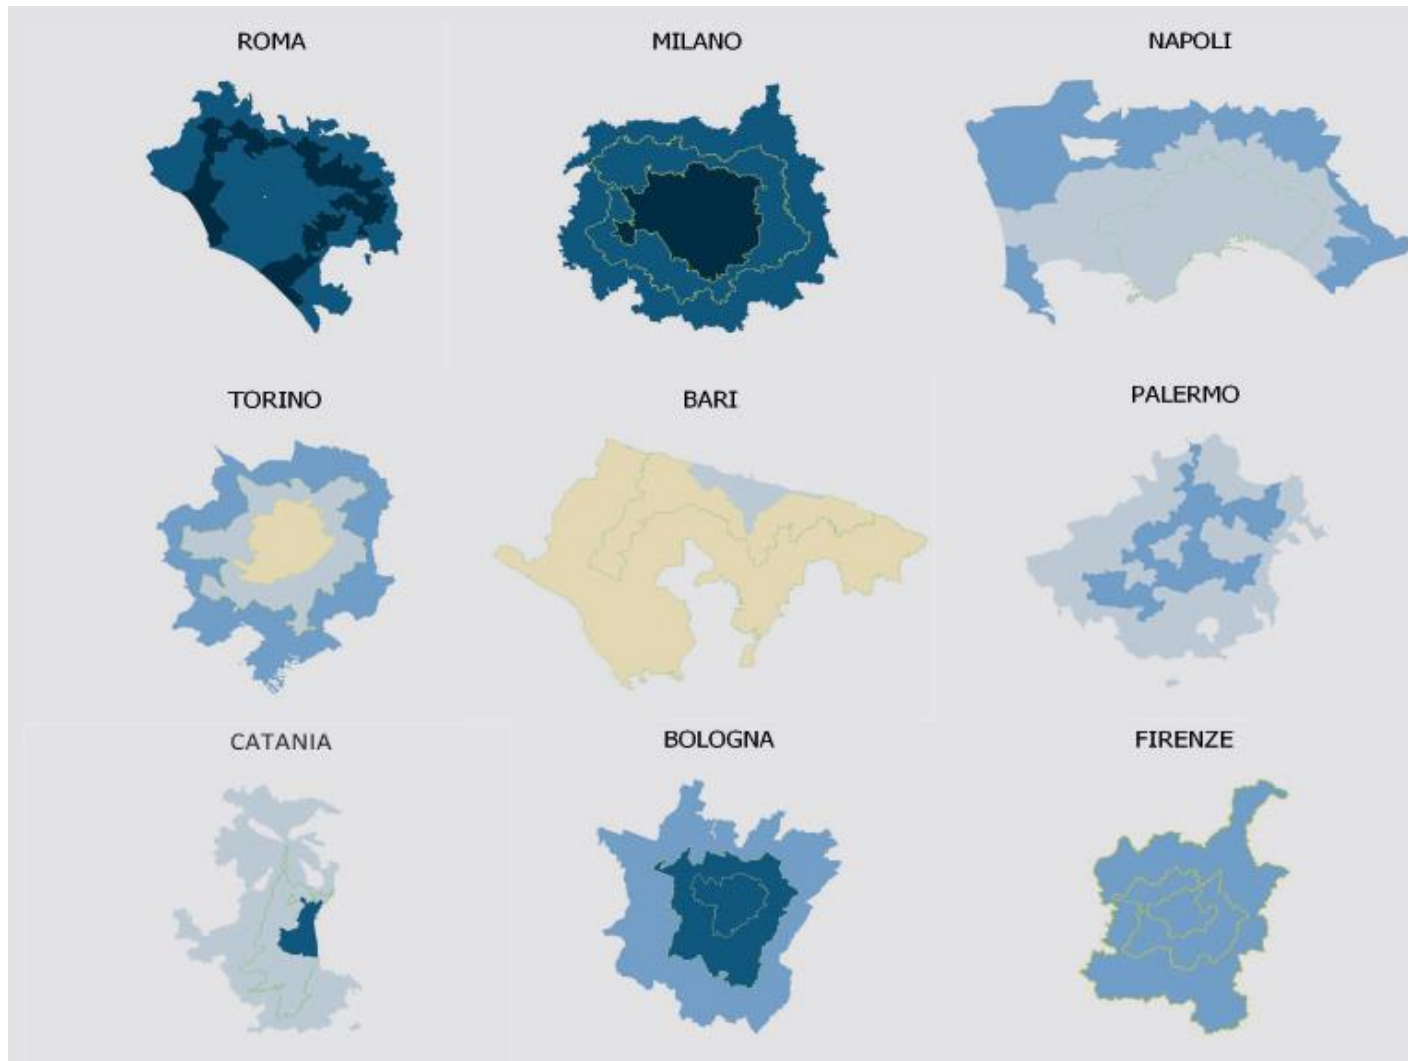 ROMA
MILANO
NAPOLI
TORINO
BARI
PALERMO
CATANIA
BOLOGNA
FIRENZE